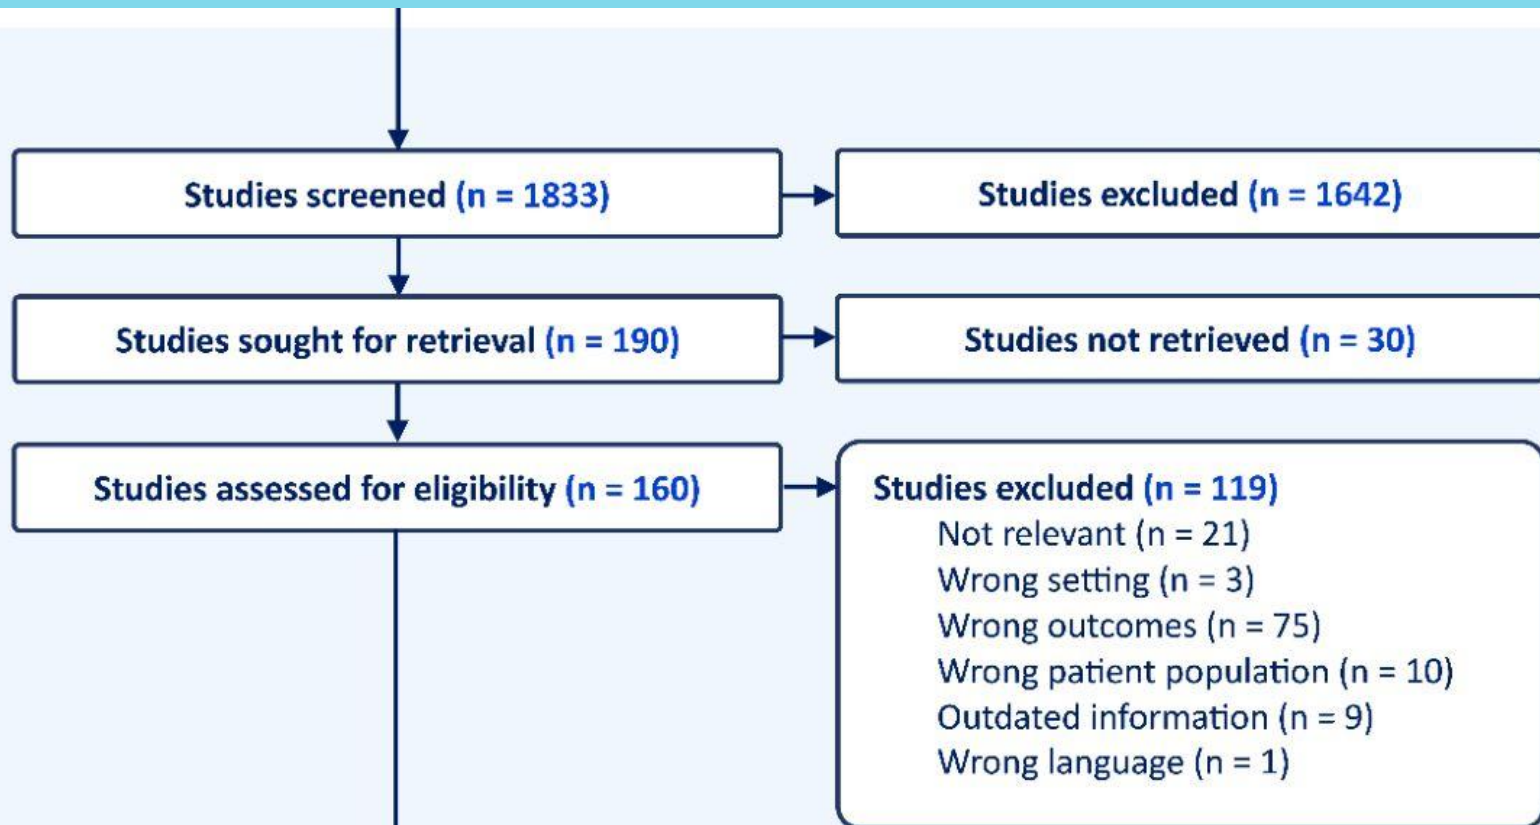 Studies screened (n = 1833)
Studies excluded (n = 1642)
Studies sought for retrieval (n = 190)
Studies not retrieved (n = 30)
Studies assessed for eligibility (n = 160)
Studies excluded (n = 119)
Not relevant (n = 21)
Wrong setting (n = 3)
Wrong outcomes (n = 75)
Wrong patient population (n = 10)
Outdated information (n = 9)
Wrong language (n = 1)